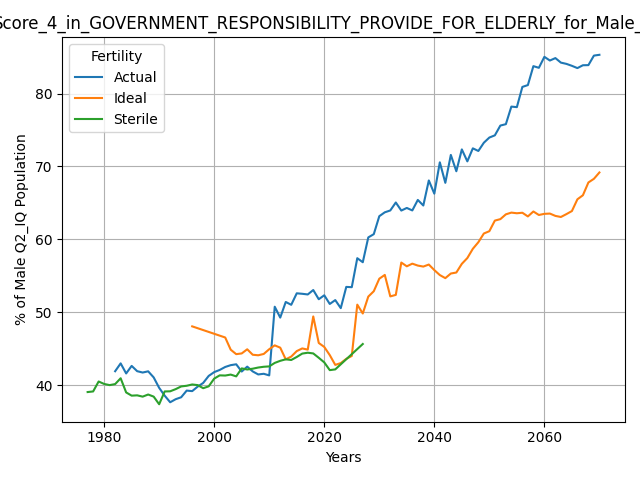 Score_4_in_GOVERNMENT_RESPONSIBILITY_PROVIDE_FOR_ELDERLY_for_Male_
Fertility
Actual
Ideal
Sterile
% of Male Q2_IQ Population
80
70
60
50
40
1980 2000 2020 2040 2060
Years